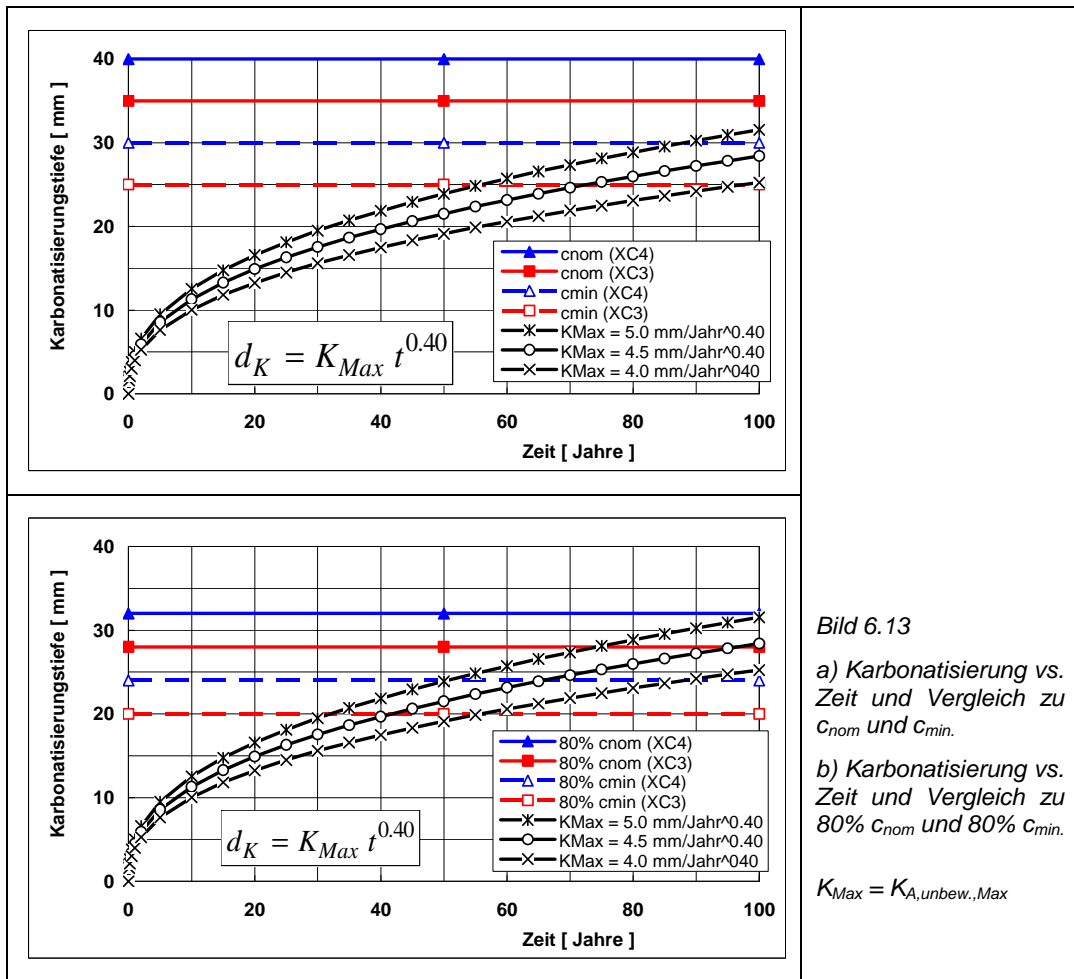 40
30
20
10
0
Karbonatisierungstiefe [ mm ]
cnom (XC4)
cnom (XC3)
cmin (XC4)
cmin (XC3)
KMax = 5.0 mm/Jahr^0.40
KMax = 4.5 mm/Jahr^0.40
KMax = 4.0 mm/Jahr^040
d_K = K_Max t^0.40
0 20 40 60 80 100
Zeit [ Jahre ]
40
30
20
10
0
Karbonatisierungstiefe [ mm ]
80% cnom (XC4)
80% cnom (XC3)
80% cmin (XC4)
80% cmin (XC3)
KMax = 5.0 mm/Jahr^0.40
KMax = 4.5 mm/Jahr^0.40
KMax = 4.0 mm/Jahr^040
d_K = K_Max t^0.40
0 20 40 60 80 100
Zeit [ Jahre ]
Bild 6.13
a) Karbonatisierung vs.
Zeit und Vergleich zu
c_nom und c_min.
b) Karbonatisierung vs.
Zeit und Vergleich zu
80% c_nom und 80% c_min.
K_Max = K_A,unbew.,Max